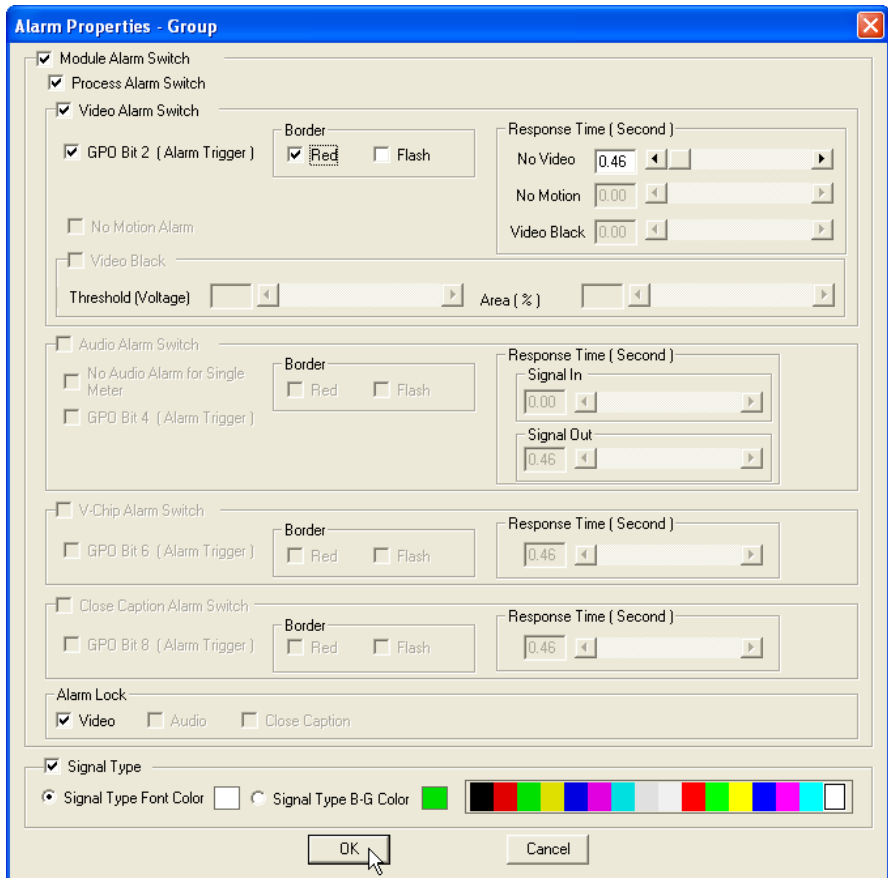 Alarm Properties - Group
Module Alarm Switch
Process Alarm Switch
Video Alarm Switch
GPO Bit 2 ( Alarm Trigger )
Border
Red
Flash
Response Time ( Second )
No Video
0.46
No Motion
0.00
Video Black
0.00
No Motion Alarm
Video Black
Threshold (Voltage)
Area ( % )
Audio Alarm Switch
No Audio Alarm for Single
Meter
GPO Bit 4 ( Alarm Trigger )
Border
Red
Flash
Response Time ( Second )
Signal In
0.00
Signal Out
0.46
V-Chip Alarm Switch
GPO Bit 6 ( Alarm Trigger )
Border
Red
Flash
Response Time ( Second )
0.46
Close Caption Alarm Switch
GPO Bit 8 ( Alarm Trigger )
Border
Red
Flash
Response Time ( Second )
0.46
Alarm Lock
Video
Audio
Close Caption
Signal Type
Signal Type Font Color
Signal Type B-G Color
OK
Cancel